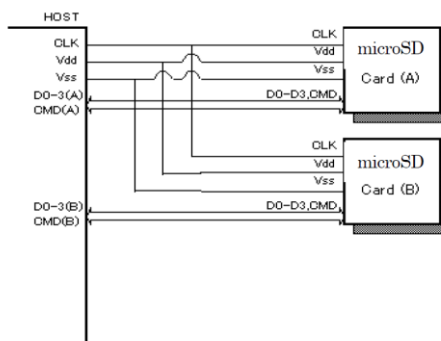 HOST
CLK
Vdd
Vss
D0-3(A)
CMD(A)
CLK
Vdd
Vss
D0-D3,CMD
microSD
Card (A)
CLK
Vdd
Vss
microSD
Card (B)
D0-3(B)
CMD(B)
D0-D3,CMD